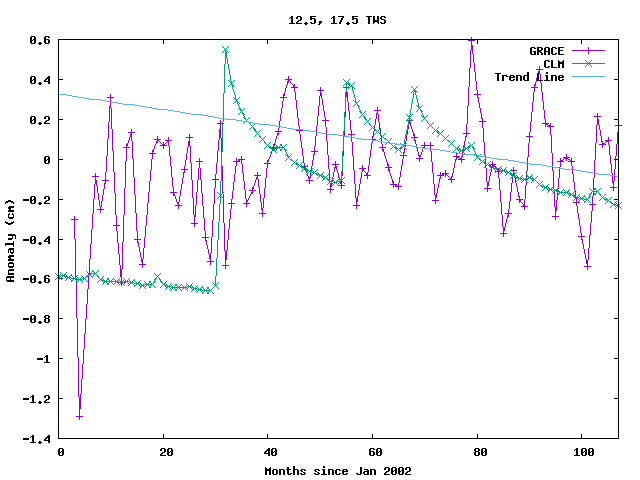 12.5, 17.5 TWS
GRACE
CLM
Trend Line
0.6
0.4
0.2
0
-0.2
-0.4
-0.6
-0.8
-1
-1.2
-1.4
Anomaly (cm)
0 20 40 60 80 100
Months since Jan 2002